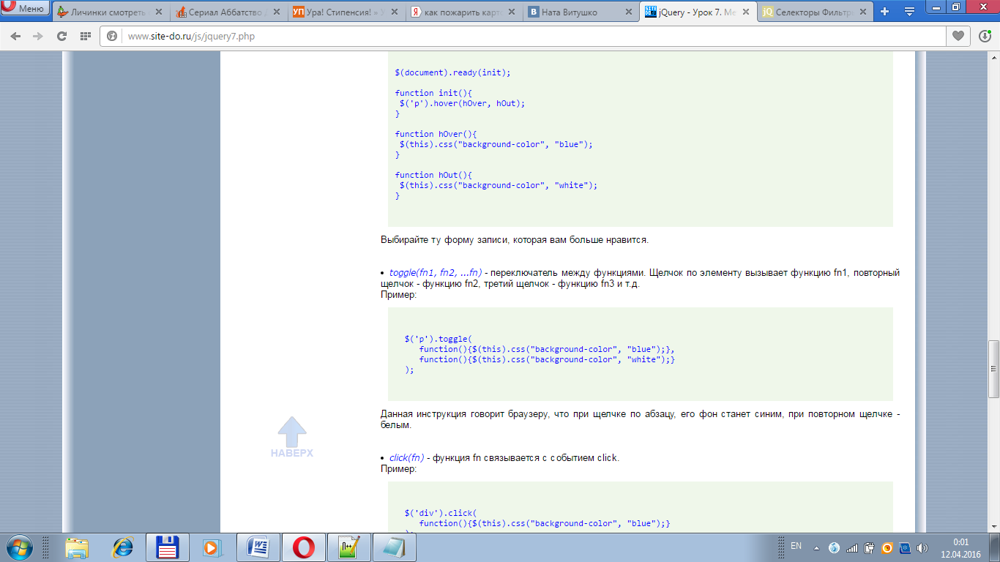 Меню
Личинки смотреть
Сериал Аббатство
Ура! Стипенсия! » У
как пожарить карто
Ната Витушко
jQuery - Урок 7. Ме
Селекторы Фильтр
www.site-do.ru/js/jquery7.php
$(document).ready(init);
function init(){
$('p').hover(hOver, hOut);
}
function hOver(){
$(this).css("background-color", "blue");
}
function hOut(){
$(this).css("background-color", "white");
}
Выбирайте ту форму записи, которая вам больше нравится.
• toggle(fn1, fn2, ...fn) - переключатель между функциями. Щелчок по элементу вызывает функцию fn1, повторный
щелчок - функцию fn2, третий щелчок - функцию fn3 и т.д.
Пример:
$('p').toggle(
function(){$(this).css("background-color", "blue");},
function(){$(this).css("background-color", "white");}
);
Данная инструкция говорит браузеру, что при щелчке по абзацу, его фон станет синим, при повторном щелчке -
белым.
НАВЕРХ
• click(fn) - функция fn связывается с событием click.
Пример:
$('div').click(
function(){$(this).css("background-color", "blue");}
EN
0:01
12.04.2016